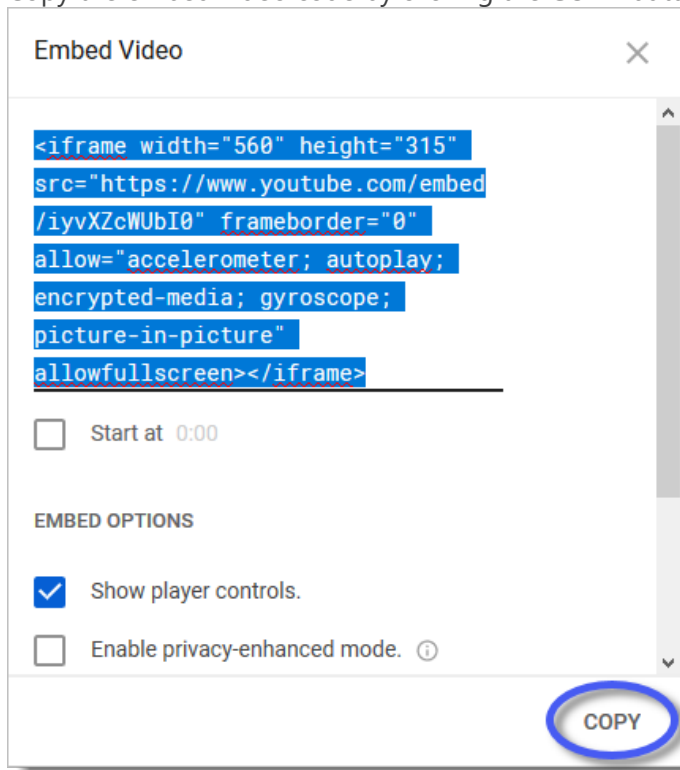 Embed Video
<iframe width="560" height="315"
src="https://www.youtube.com/embed
/iyvXZcWUbI0" frameborder="0"
allow="accelerometer; autoplay;
encrypted-media; gyroscope;
picture-in-picture"
allowfullscreen></iframe>
Start at 0:00
EMBED OPTIONS
Show player controls.
Enable privacy-enhanced mode.
COPY